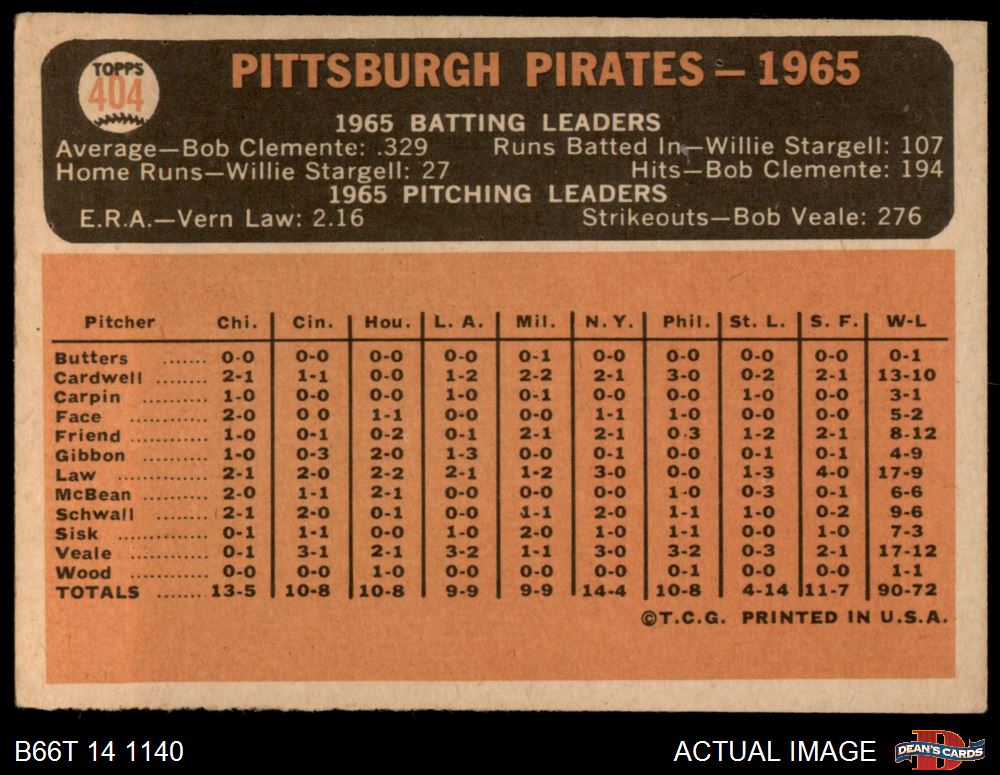 TOPPS
404
PITTSBURGH PIRATES — 1965
1965 BATTING LEADERS
Average—Bob Clemente: .329 Runs Batted In—Willie Stargell: 107
Home Runs—Willie Stargell: 27 Hits—Bob Clemente: 194
1965 PITCHING LEADERS
E.R.A.—Vern Law: 2.16 Strikeouts—Bob Veale: 276
Pitcher Chi. Cin. Hou. L. A. Mil. N. Y. Phil. St. L. S. F. W-L
Butters ....... 0-0 0-0 0-0 0-0 0-1 0-0 0-0 0-0 0-0 0-1
Cardwell ........ 2-1 1-1 0-0 1-2 2-2 2-1 3-0 0-2 2-1 13-10
Carpin .......... 1-0 0-0 0-0 1-0 0-1 0-0 0-0 1-0 0-0 3-1
Face ............ 2-0 0 0 1-1 0-0 0-0 1-1 1-0 0-0 0-0 5-2
Friend .......... 1-0 0-1 0-2 0-1 2-1 2-1 0-3 1-2 2-1 8-12
Gibbon .......... 1-0 0-3 2-0 1-3 0-0 0-1 0-0 0-1 0-1 4-9
Law ............. 2-1 2-0 2-2 2-1 1-2 3-0 0-0 1-3 4-0 17-9
McBean .......... 2-0 1-1 2-1 0-0 0-0 0-0 1-0 0-3 0-1 6-6
Schwall ........ 2-1 2-0 0-1 0-0 1-1 2-0 1-1 1-0 0-2 9-6
Sisk ............. 0-1 1-1 0-0 1-0 2-0 1-0 1-1 0-0 1-0 7-3
Veale ........... 0-1 3-1 2-1 3-2 1-1 3-0 3-2 0-3 2-1 17-12
Wood ........... 0-0 0-0 1-0 0-0 0-0 0-0 0-1 0-0 0-0 1-1
TOTALS ....... 13-5 10-8 10-8 9-9 9-9 14-4 10-8 4-14 11-7 90-72
©T.C.G. PRINTED IN U.S.A.
B66T 14 1140 ACTUAL IMAGE DEAN'S CARDS